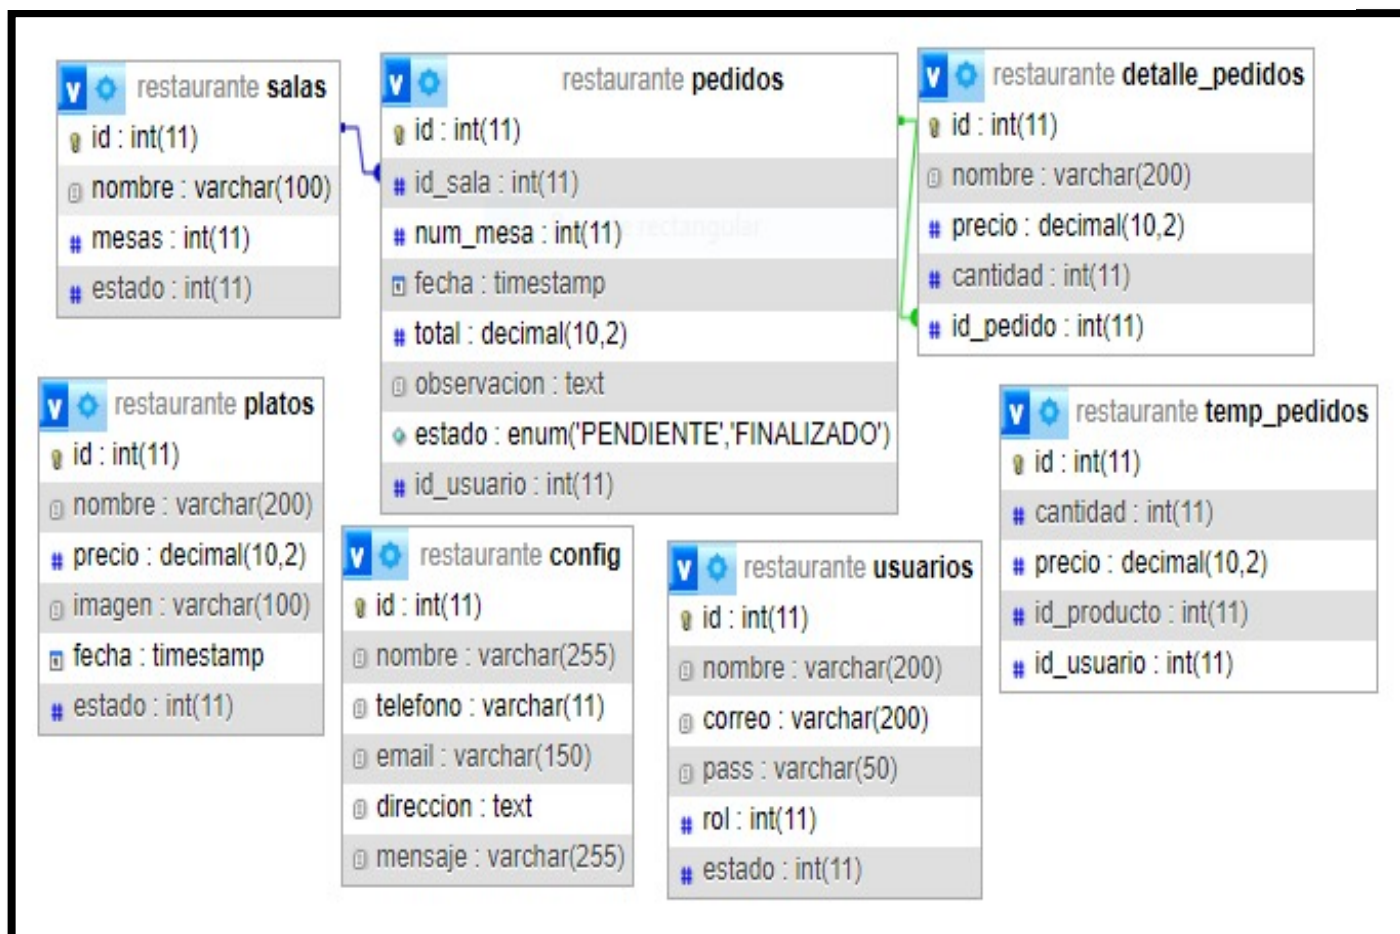 restaurante salas
id : int(11)
nombre : varchar(100)
mesas : int(11)
estado : int(11)
restaurante pedidos
id : int(11)
id_sala : int(11)
num_mesa : int(11)
fecha : timestamp
total : decimal(10,2)
observacion : text
estado : enum('PENDIENTE','FINALIZADO')
id_usuario : int(11)
restaurante detalle_pedidos
id : int(11)
nombre : varchar(200)
precio : decimal(10,2)
cantidad : int(11)
id_pedido : int(11)
restaurante platos
id : int(11)
nombre : varchar(200)
precio : decimal(10,2)
imagen : varchar(100)
fecha : timestamp
estado : int(11)
restaurante config
id : int(11)
nombre : varchar(255)
telefono : varchar(11)
email : varchar(150)
direccion : text
mensaje : varchar(255)
restaurante usuarios
id : int(11)
nombre : varchar(200)
correo : varchar(200)
pass : varchar(50)
rol : int(11)
estado : int(11)
restaurante temp_pedidos
id : int(11)
cantidad : int(11)
precio : decimal(10,2)
id_producto : int(11)
id_usuario : int(11)